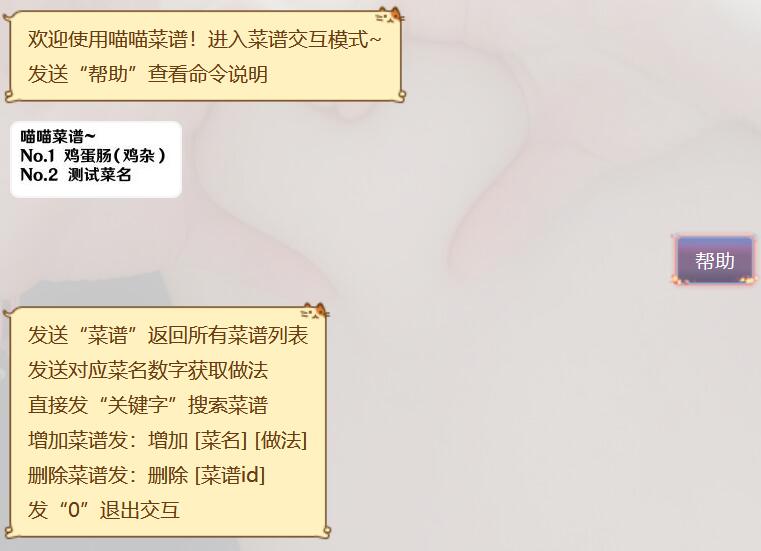 欢迎使用喵喵菜谱！进入菜谱交互模式~
发送“帮助”查看命令说明
喵喵菜谱~
No.1 鸡蛋肠(鸡杂)
No.2 测试菜名
帮助
发送“菜谱”返回所有菜谱列表
发送对应菜名数字获取做法
直接发“关键字”搜索菜谱
增加菜谱发：增加 [菜名] [做法]
删除菜谱发：删除 [菜谱id]
发“0”退出交互